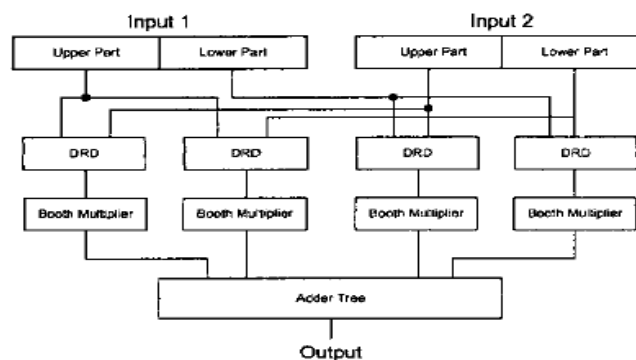 Input 1 Input 2
Upper Part Lower Part Upper Part Lower Part
DRD DRD DRD DRD
Booth Multiplier Booth Multiplier Booth Multiplier Booth Multiplier
Adder Tree
Output